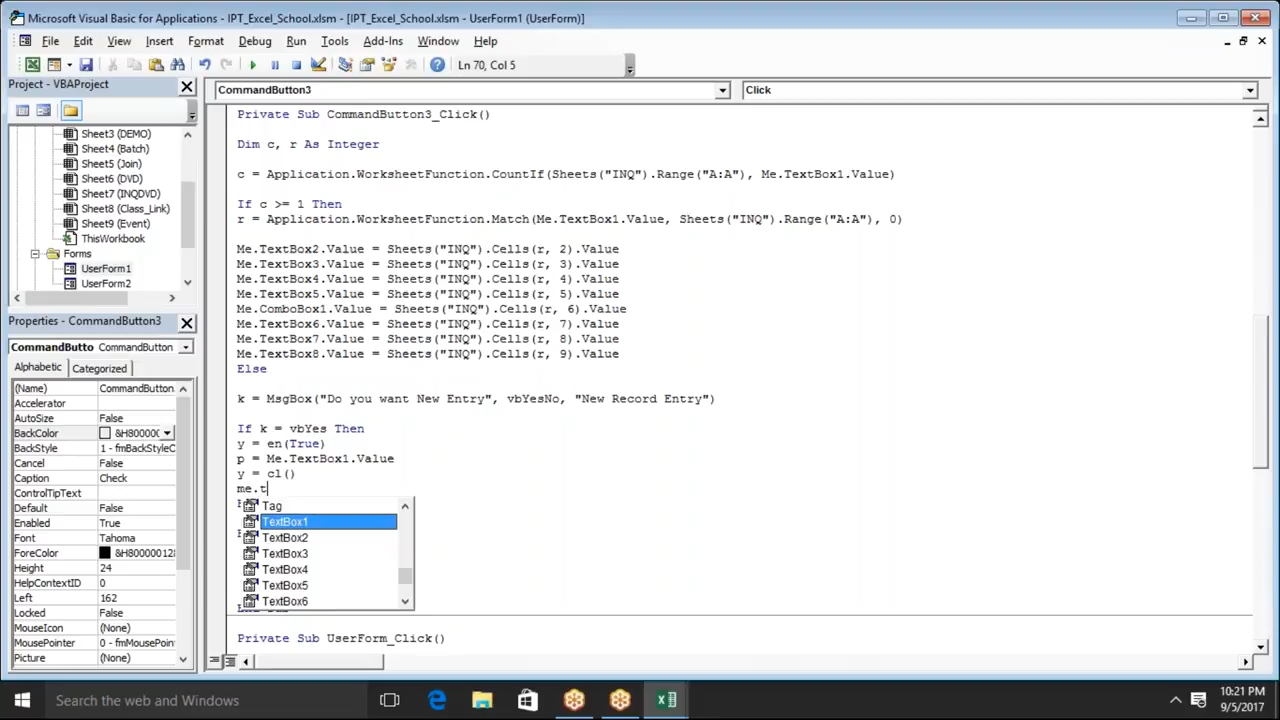 Microsoft Visual Basic for Applications - IPT_Excel_School.xlsm - [IPT_Excel_School.xlsm - UserForm1 (UserForm)]
File Edit View Insert Format Debug Run Tools Add-Ins Window Help
Ln 70, Col 5
Project - VBAProject
Sheet3 (DEMO)
Sheet4 (Batch)
Sheet5 (Join)
Sheet6 (DVD)
Sheet7 (INQDVD)
Sheet8 (Class_Link)
Sheet9 (Event)
ThisWorkbook
Forms
UserForm1
UserForm2
Properties - CommandButton3
CommandButto CommandButton
Alphabetic Categorized
(Name) CommandButton
Accelerator
AutoSize False
BackColor &H80000
BackStyle 1 - fmBackStyleC
Cancel False
Caption Check
ControlTipText
Default False
Enabled True
Font Tahoma
ForeColor &H8000001
Height 24
HelpContextID 0
Left 162
Locked False
MouseIcon (None)
MousePointer 0 - fmMousePoin
Picture (None)
CommandButton3 Click
Private Sub CommandButton3_Click()
Dim c, r As Integer
c = Application.WorksheetFunction.CountIf(Sheets("INQ").Range("A:A"), Me.TextBox1.Value)
If c >= 1 Then
r = Application.WorksheetFunction.Match(Me.TextBox1.Value, Sheets("INQ").Range("A:A"), 0)
Me.TextBox2.Value = Sheets("INQ").Cells(r, 2).Value
Me.TextBox3.Value = Sheets("INQ").Cells(r, 3).Value
Me.TextBox4.Value = Sheets("INQ").Cells(r, 4).Value
Me.TextBox5.Value = Sheets("INQ").Cells(r, 5).Value
Me.ComboBox1.Value = Sheets("INQ").Cells(r, 6).Value
Me.TextBox6.Value = Sheets("INQ").Cells(r, 7).Value
Me.TextBox7.Value = Sheets("INQ").Cells(r, 8).Value
Me.TextBox8.Value = Sheets("INQ").Cells(r, 9).Value
Else
k = MsgBox("Do you want New Entry", vbYesNo, "New Record Entry")
If k = vbYes Then
y = en(True)
p = Me.TextBox1.Value
y = cl()
me.t
Tag
TextBox1
TextBox2
TextBox3
TextBox4
TextBox5
TextBox6
Private Sub UserForm_Click()
Search the web and Windows
10:21 PM
9/5/2017